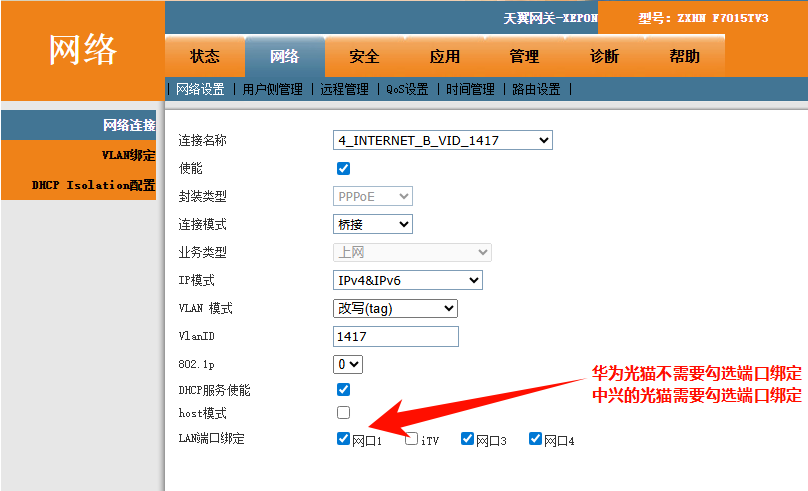 网络
天翼网关-XEPON
型号: ZXHN F7015TV3
状态 网络 安全 应用 管理 诊断 帮助
| 网络设置 | 用户侧管理 | 远程管理 | QoS设置 | 时间管理 | 路由设置 |
网络连接
VLAN绑定
DHCP Isolation配置
连接名称 4_INTERNET_B_VID_1417
使能
封装类型 PPPoE
连接模式 桥接
业务类型 上网
IP模式 IPv4&IPv6
VLAN 模式 改写(tag)
VlanID 1417
802.1p 0
DHCP服务使能
host模式
LAN端口绑定 网口1 iTV 网口3 网口4
华为光猫不需要勾选端口绑定
中兴的光猫需要勾选端口绑定